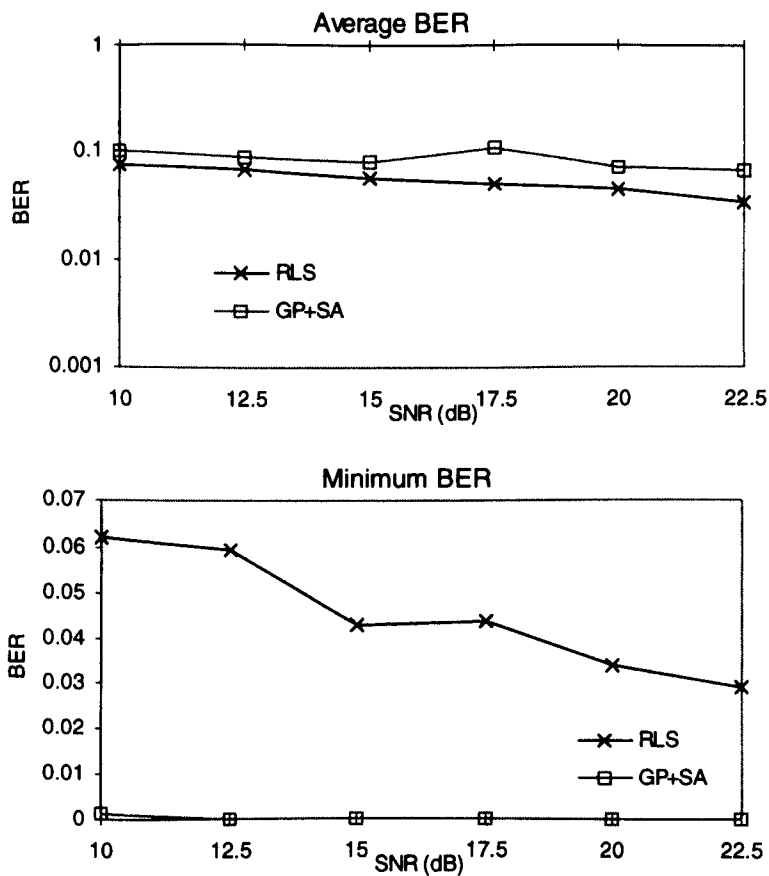 Average BER
1
0.1
0.01
0.001
BER
RLS
GP+SA
10 12.5 15 17.5 20 22.5
SNR (dB)
Minimum BER
0.07
0.06
0.05
0.04
0.03
0.02
0.01
0
BER
RLS
GP+SA
10 12.5 15 17.5 20 22.5
SNR (dB)